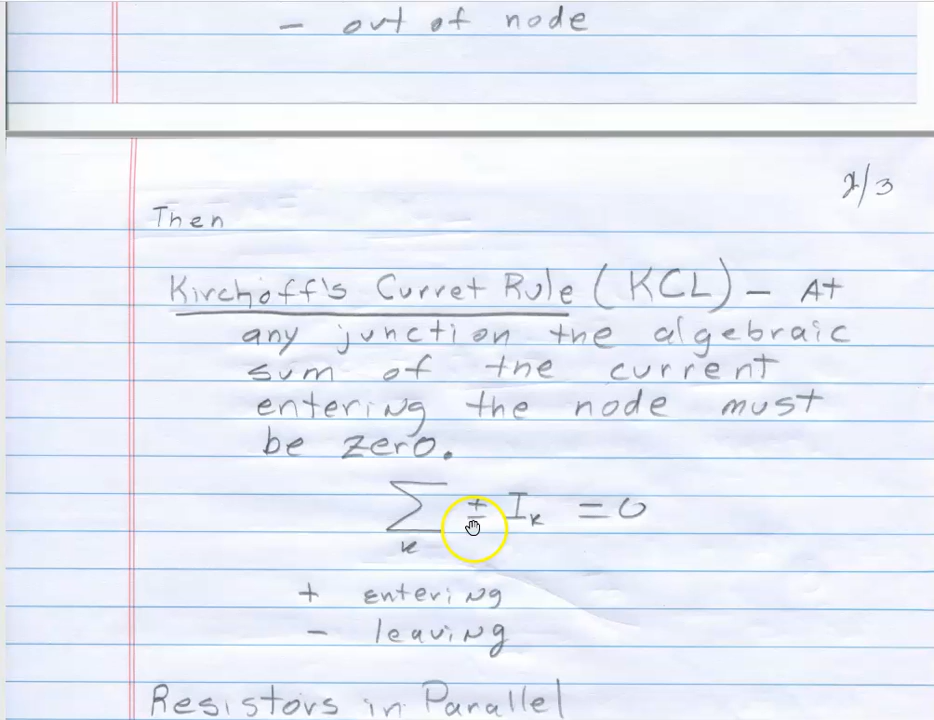 - out of node
2/3
Then
Kirchoff's Curret Rule (KCL) - At
any junction the algebraic
sum of the current
entering the node must
be zero.
∑ ± Iₖ = 0
k
+ entering
- leaving
Resistors in Parallel